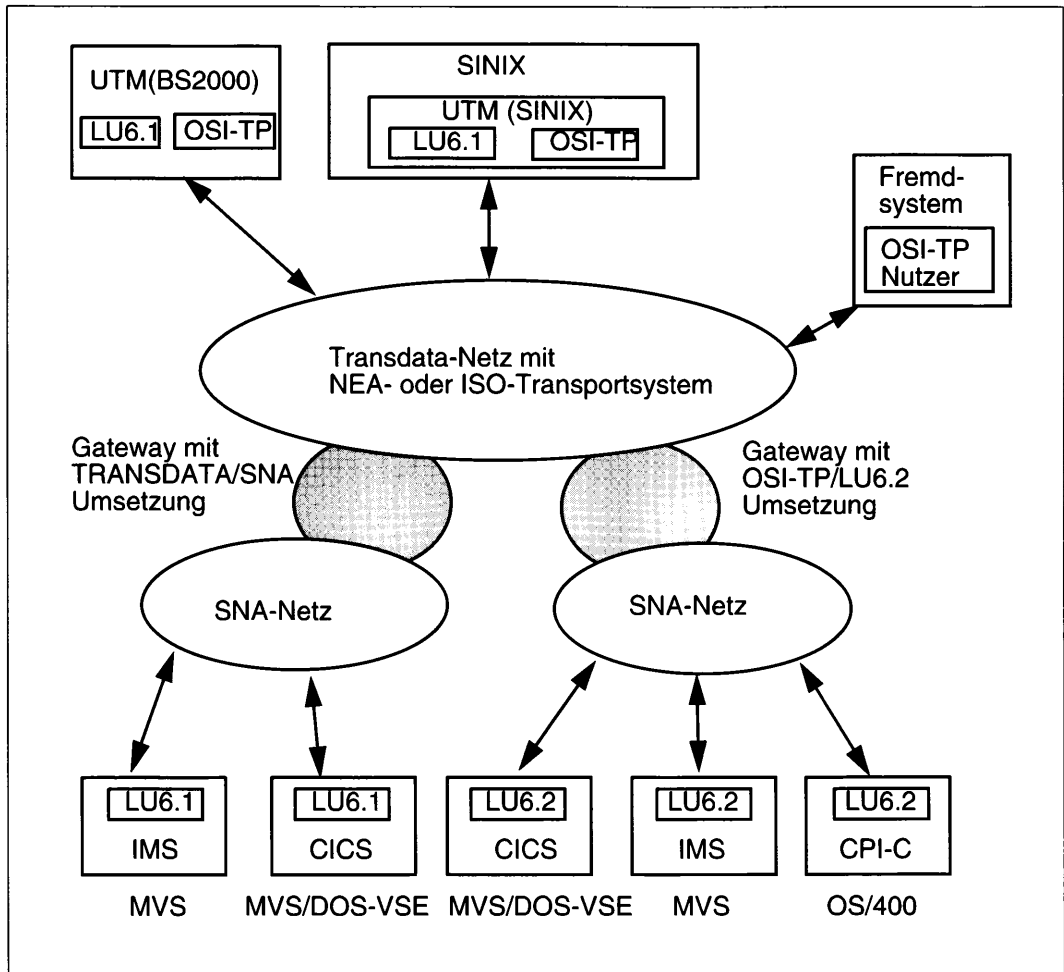 UTM(BS2000)
LU6.1 OSI-TP
SINIX
UTM (SINIX)
LU6.1 OSI-TP
Fremd-
system
OSI-TP
Nutzer
Transdata-Netz mit
NEA- oder ISO-Transportsystem
Gateway mit
TRANSDATA/SNA
Umsetzung
Gateway mit
OSI-TP/LU6.2
Umsetzung
SNA-Netz
SNA-Netz
LU6.1
IMS
MVS
LU6.1
CICS
MVS/DOS-VSE
LU6.2
CICS
MVS/DOS-VSE
LU6.2
IMS
MVS
LU6.2
CPI-C
OS/400